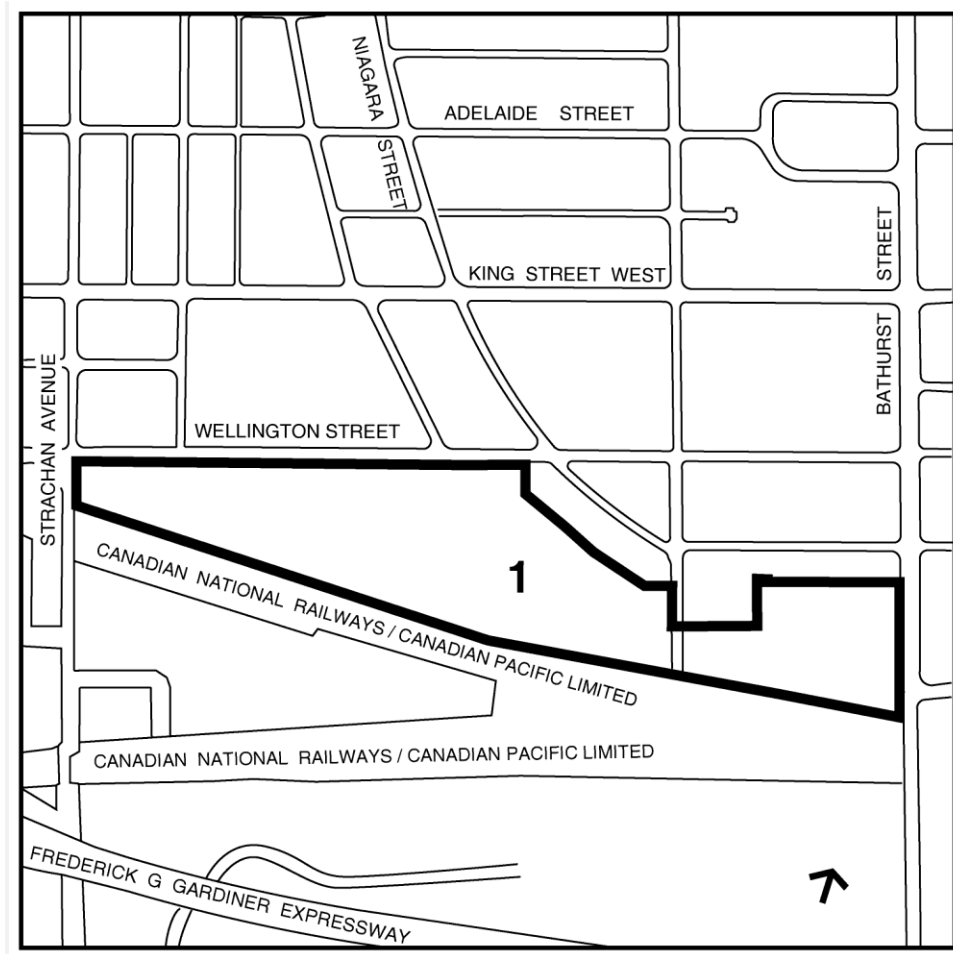 NIAGARA STREET
ADELAIDE STREET
STREET
BATHURST
KING STREET WEST
STRACHAN AVENUE
WELLINGTON STREET
1
CANADIAN NATIONAL RAILWAYS / CANADIAN PACIFIC LIMITED
CANADIAN NATIONAL RAILWAYS / CANADIAN PACIFIC LIMITED
FREDERICK G GARDINER EXPRESSWAY